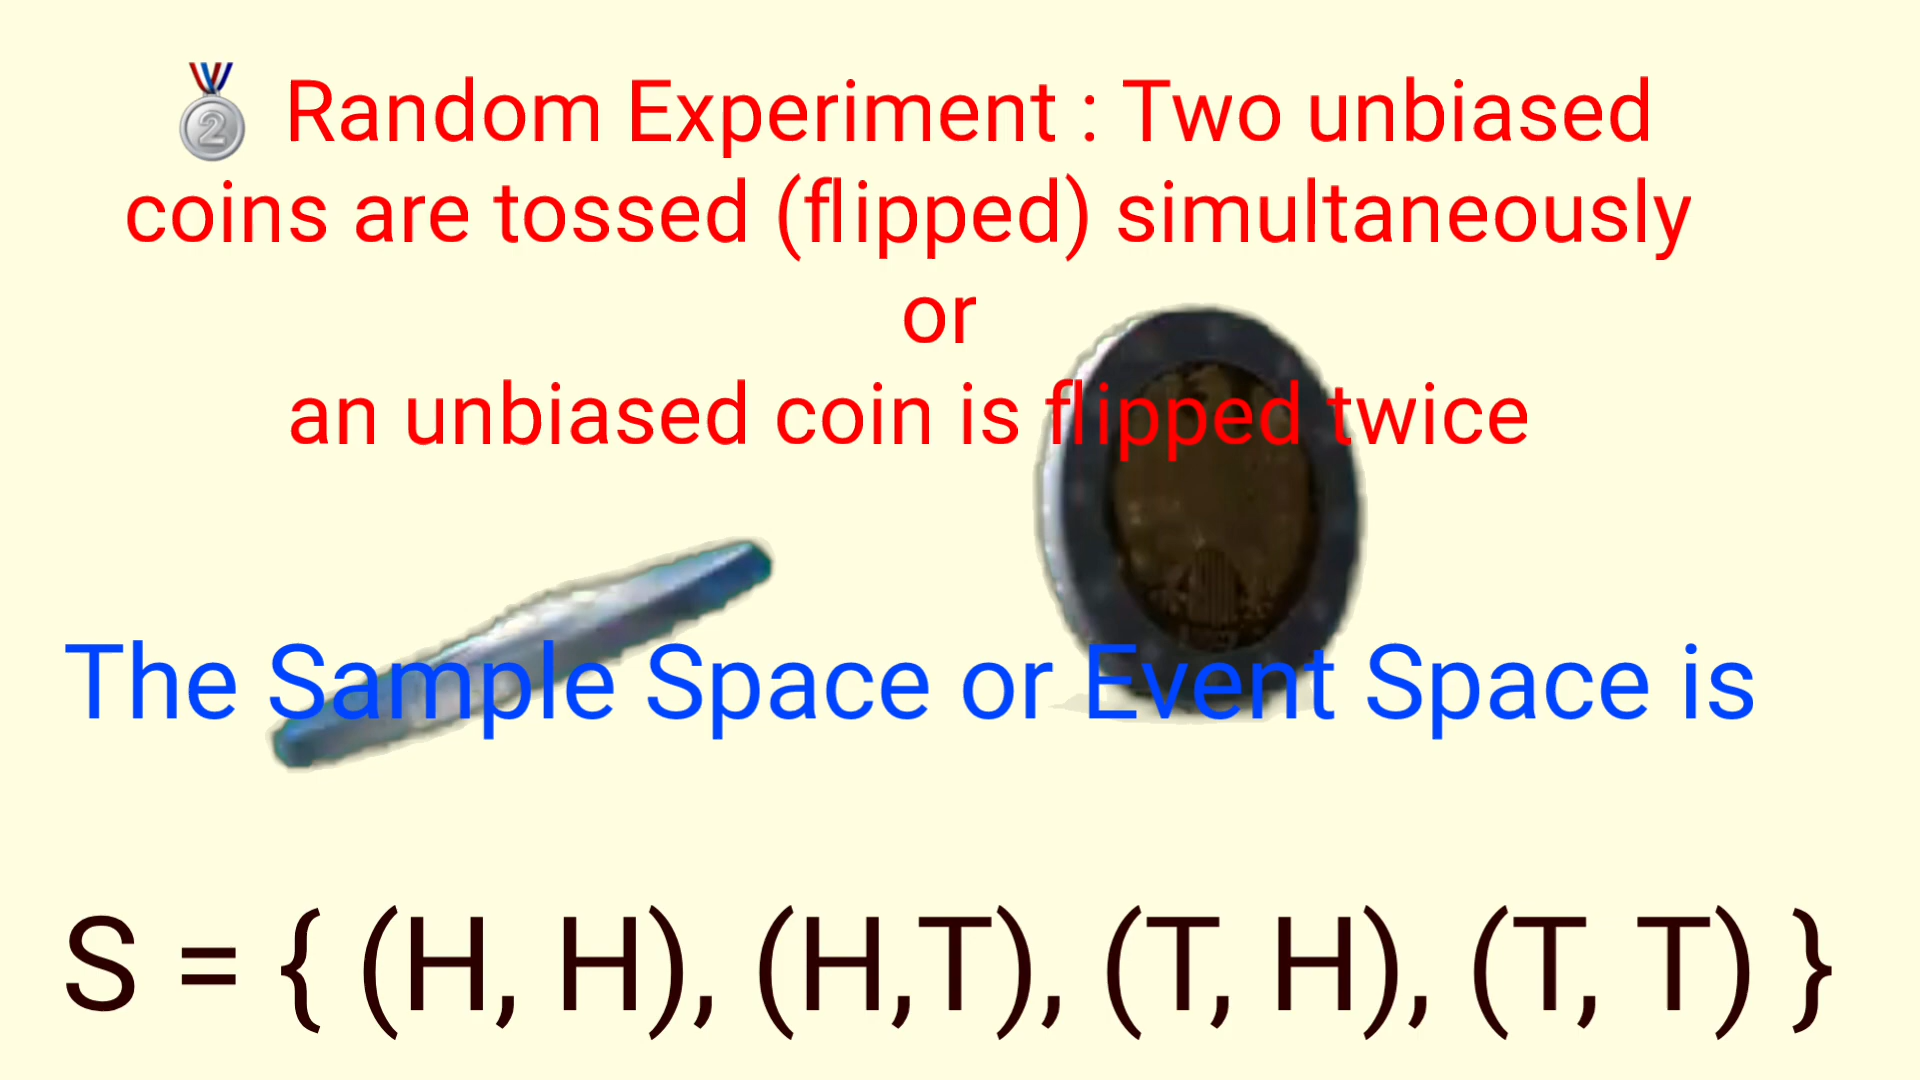 🥈 Random Experiment : Two unbiased
coins are tossed (flipped) simultaneously
or
an unbiased coin is flipped twice
The Sample Space or Event Space is
S = { (H, H), (H,T), (T, H), (T, T) }